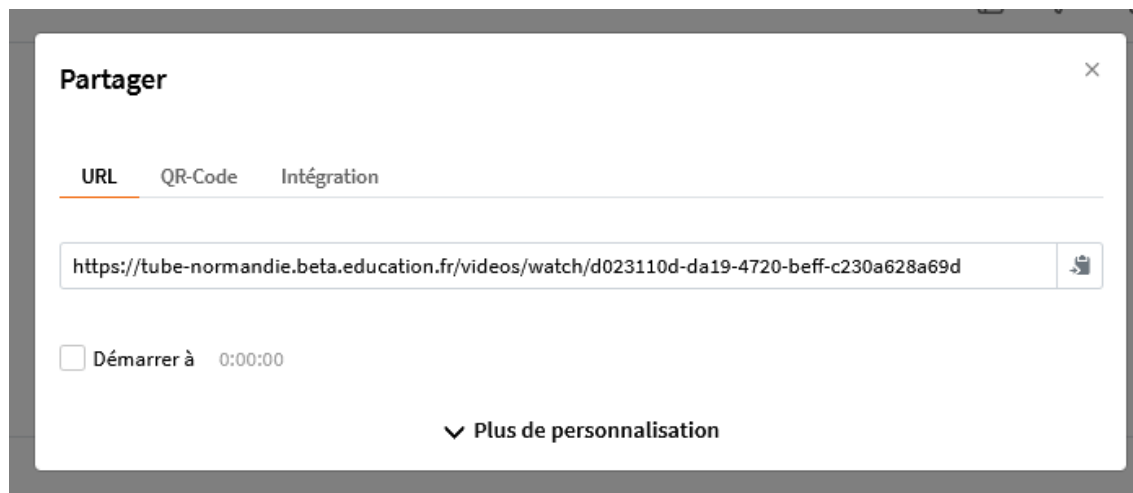 Partager
URL QR-Code Intégration
https://tube-normandie.beta.education.fr/videos/watch/d023110d-da19-4720-beff-c230a628a69d
Démarrer à 0:00:00
Plus de personnalisation